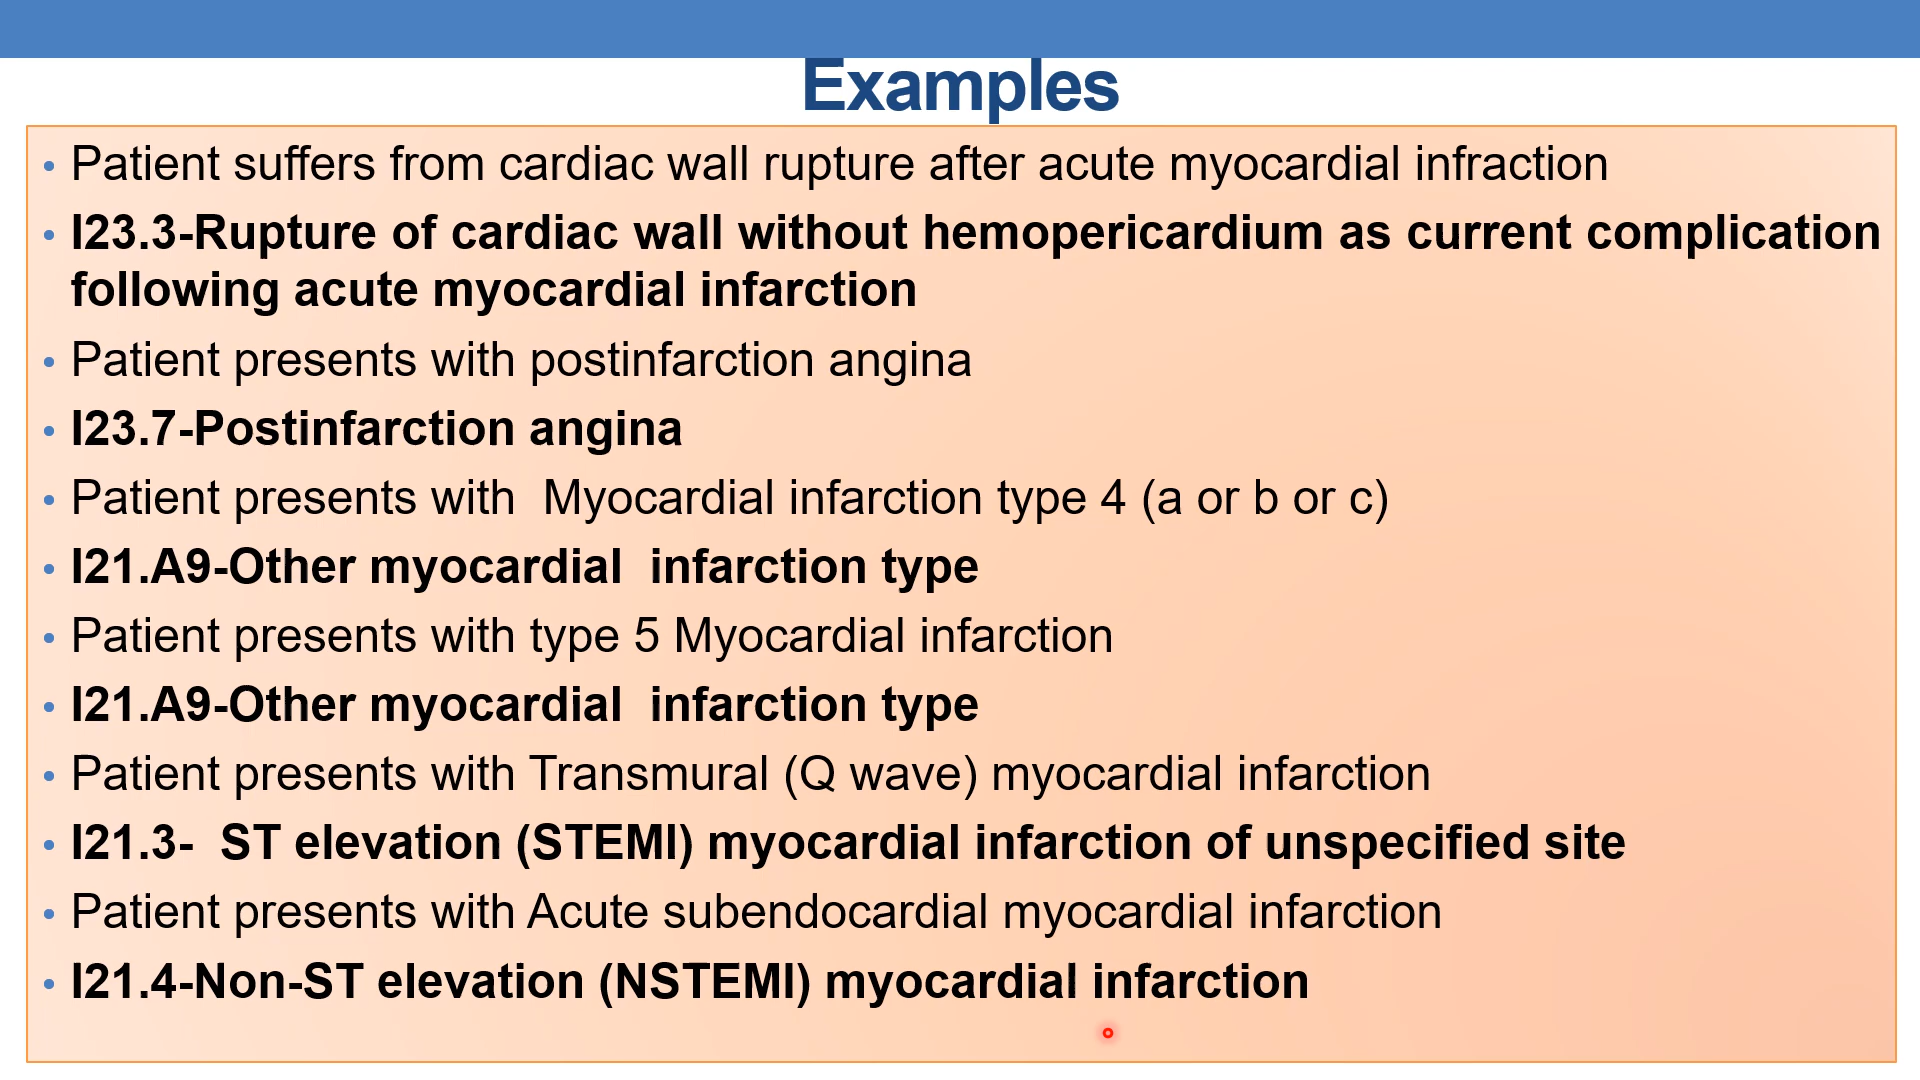 Examples
• Patient suffers from cardiac wall rupture after acute myocardial infraction
• I23.3-Rupture of cardiac wall without hemopericardium as current complication
following acute myocardial infarction
• Patient presents with postinfarction angina
• I23.7-Postinfarction angina
• Patient presents with  Myocardial infarction type 4 (a or b or c)
• I21.A9-Other myocardial  infarction type
• Patient presents with type 5 Myocardial infarction
• I21.A9-Other myocardial  infarction type
• Patient presents with Transmural (Q wave) myocardial infarction
• I21.3-  ST elevation (STEMI) myocardial infarction of unspecified site
• Patient presents with Acute subendocardial myocardial infarction
• I21.4-Non-ST elevation (NSTEMI) myocardial infarction